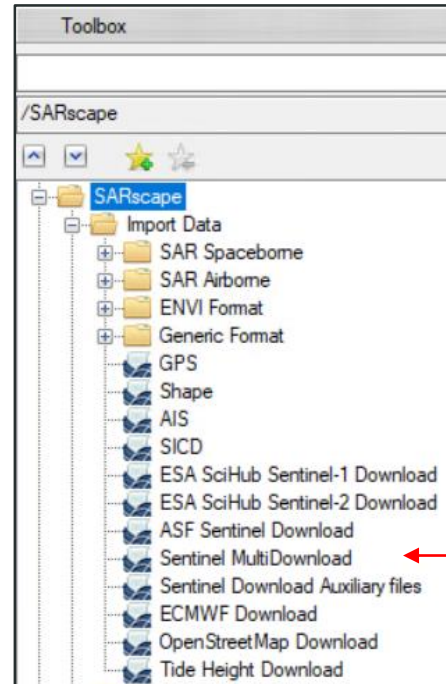 Toolbox
/SARscape
SARscape
Import Data
SAR Spaceborne
SAR Airborne
ENVI Format
Generic Format
GPS
Shape
AIS
SICD
ESA SciHub Sentinel-1 Download
ESA SciHub Sentinel-2 Download
ASF Sentinel Download
Sentinel MultiDownload
Sentinel Download Auxiliary files
ECMWF Download
OpenStreetMap Download
Tide Height Download